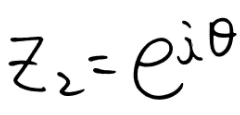 z₂ = e^{iθ}